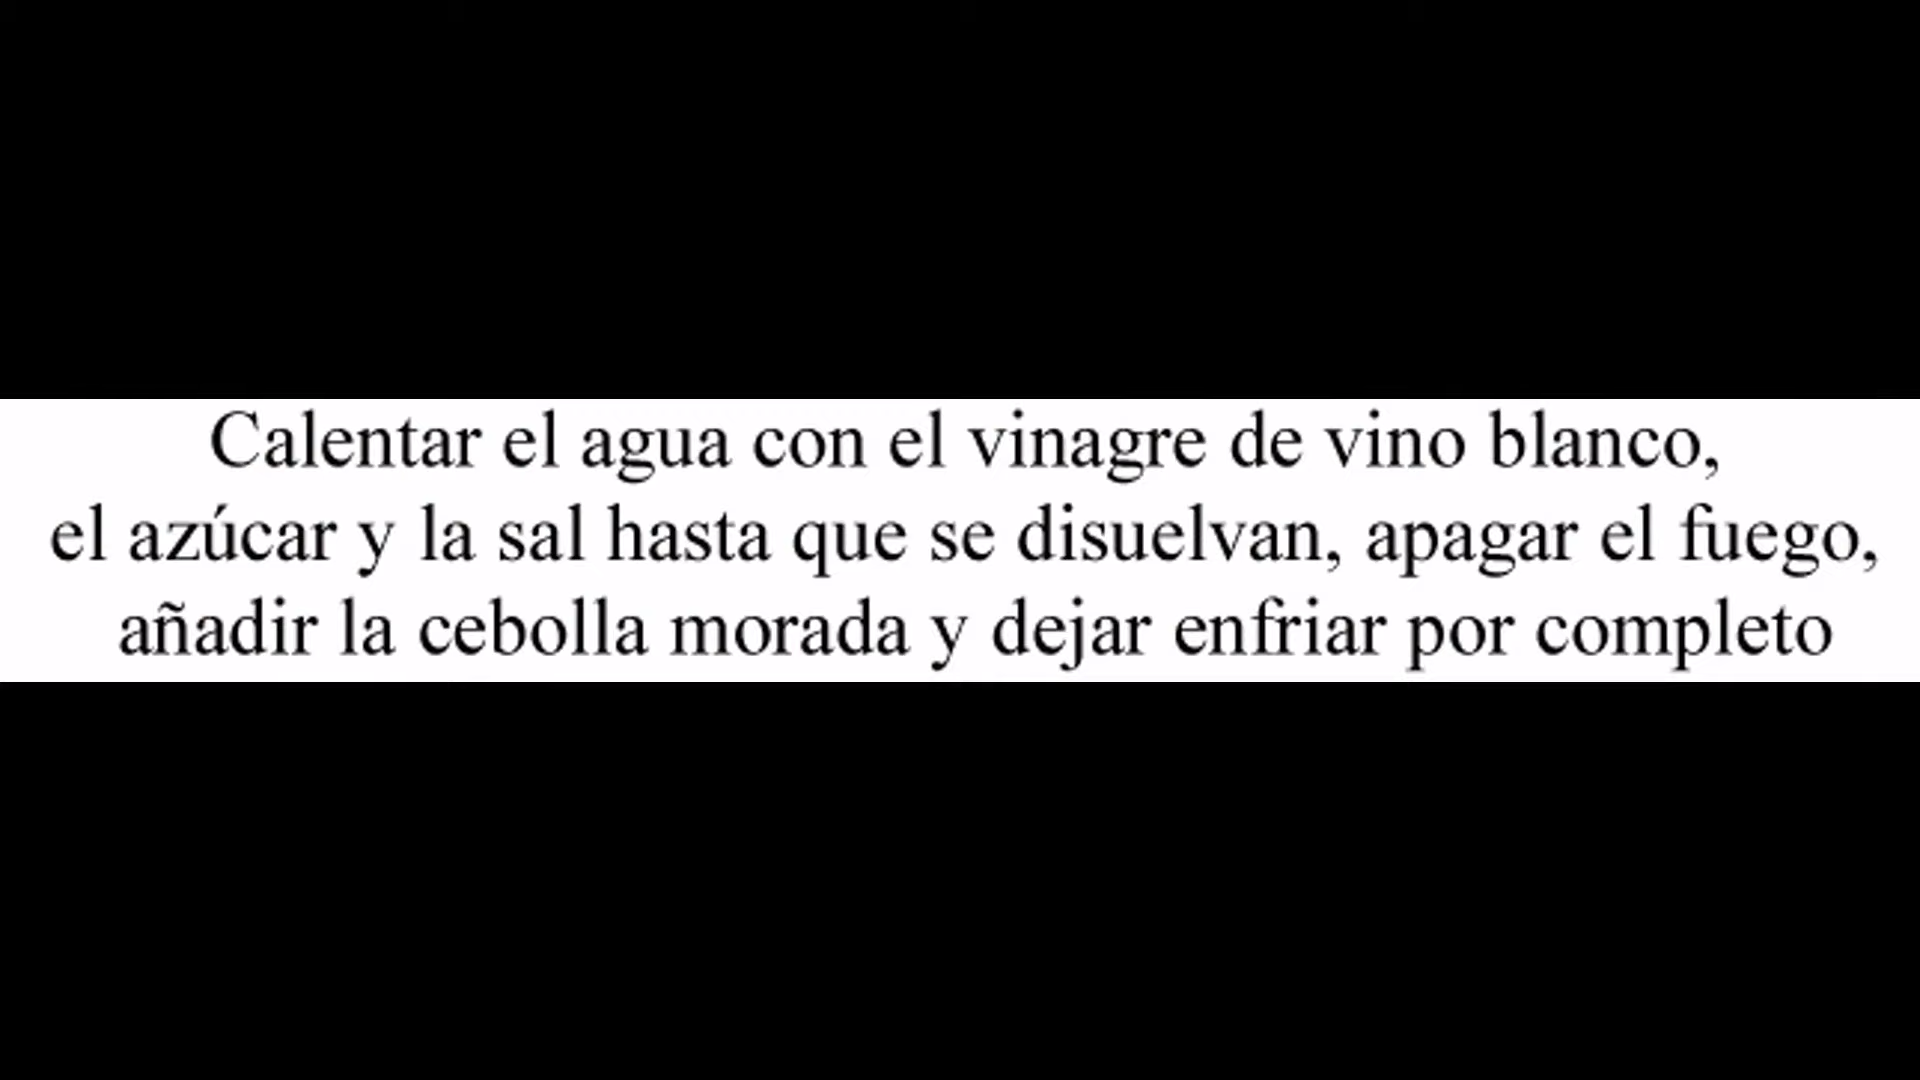 Calentar el agua con el vinagre de vino blanco,
el azúcar y la sal hasta que se disuelvan, apagar el fuego,
añadir la cebolla morada y dejar enfriar por completo